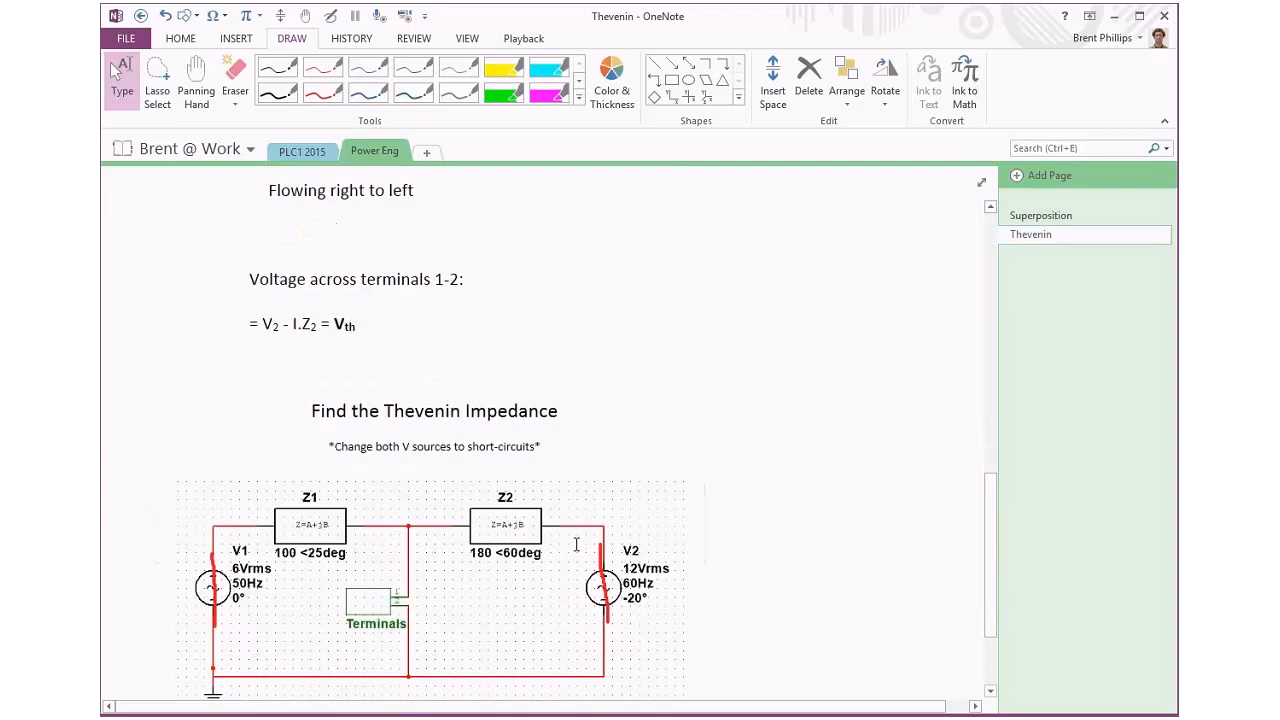 Thevenin - OneNote
FILE HOME INSERT DRAW HISTORY REVIEW VIEW Playback
Brent Phillips
Type
Lasso Select
Panning Hand
Eraser
Color & Thickness
Insert Space
Delete
Arrange
Rotate
Ink to Text
Ink to Math
Tools
Shapes
Edit
Convert
Brent @ Work
PLC1 2015
Power Eng
Search (Ctrl+E)
Add Page
Superposition
Thevenin
Flowing right to left
Voltage across terminals 1-2:
= V2 - I.Z2 = Vth
Find the Thevenin Impedance
*Change both V sources to short-circuits*
Z1
Z2
Z=A+jB
Z=A+jB
100 <25deg
180 <60deg
V1
6Vrms
50Hz
0°
V2
12Vrms
60Hz
-20°
Terminals